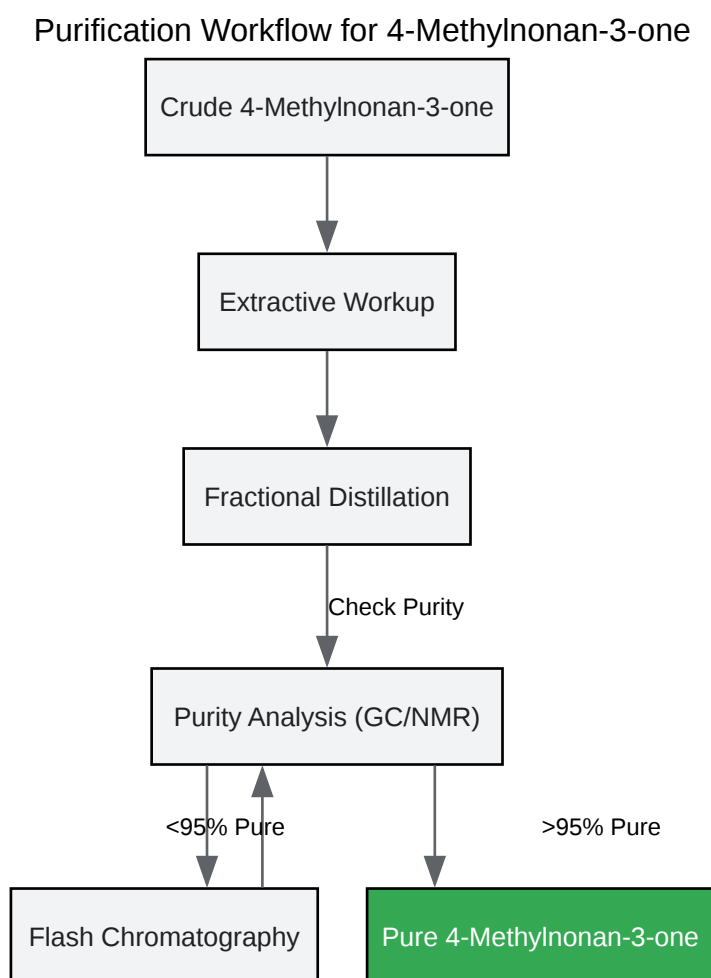 Purification Workflow for 4-Methylnonan-3-one
Crude 4-Methylnonan-3-one
Extractive Workup
Fractional Distillation
Check Purity
Purity Analysis (GC/NMR)
<95% Pure
>95% Pure
Flash Chromatography
Pure 4-Methylnonan-3-one